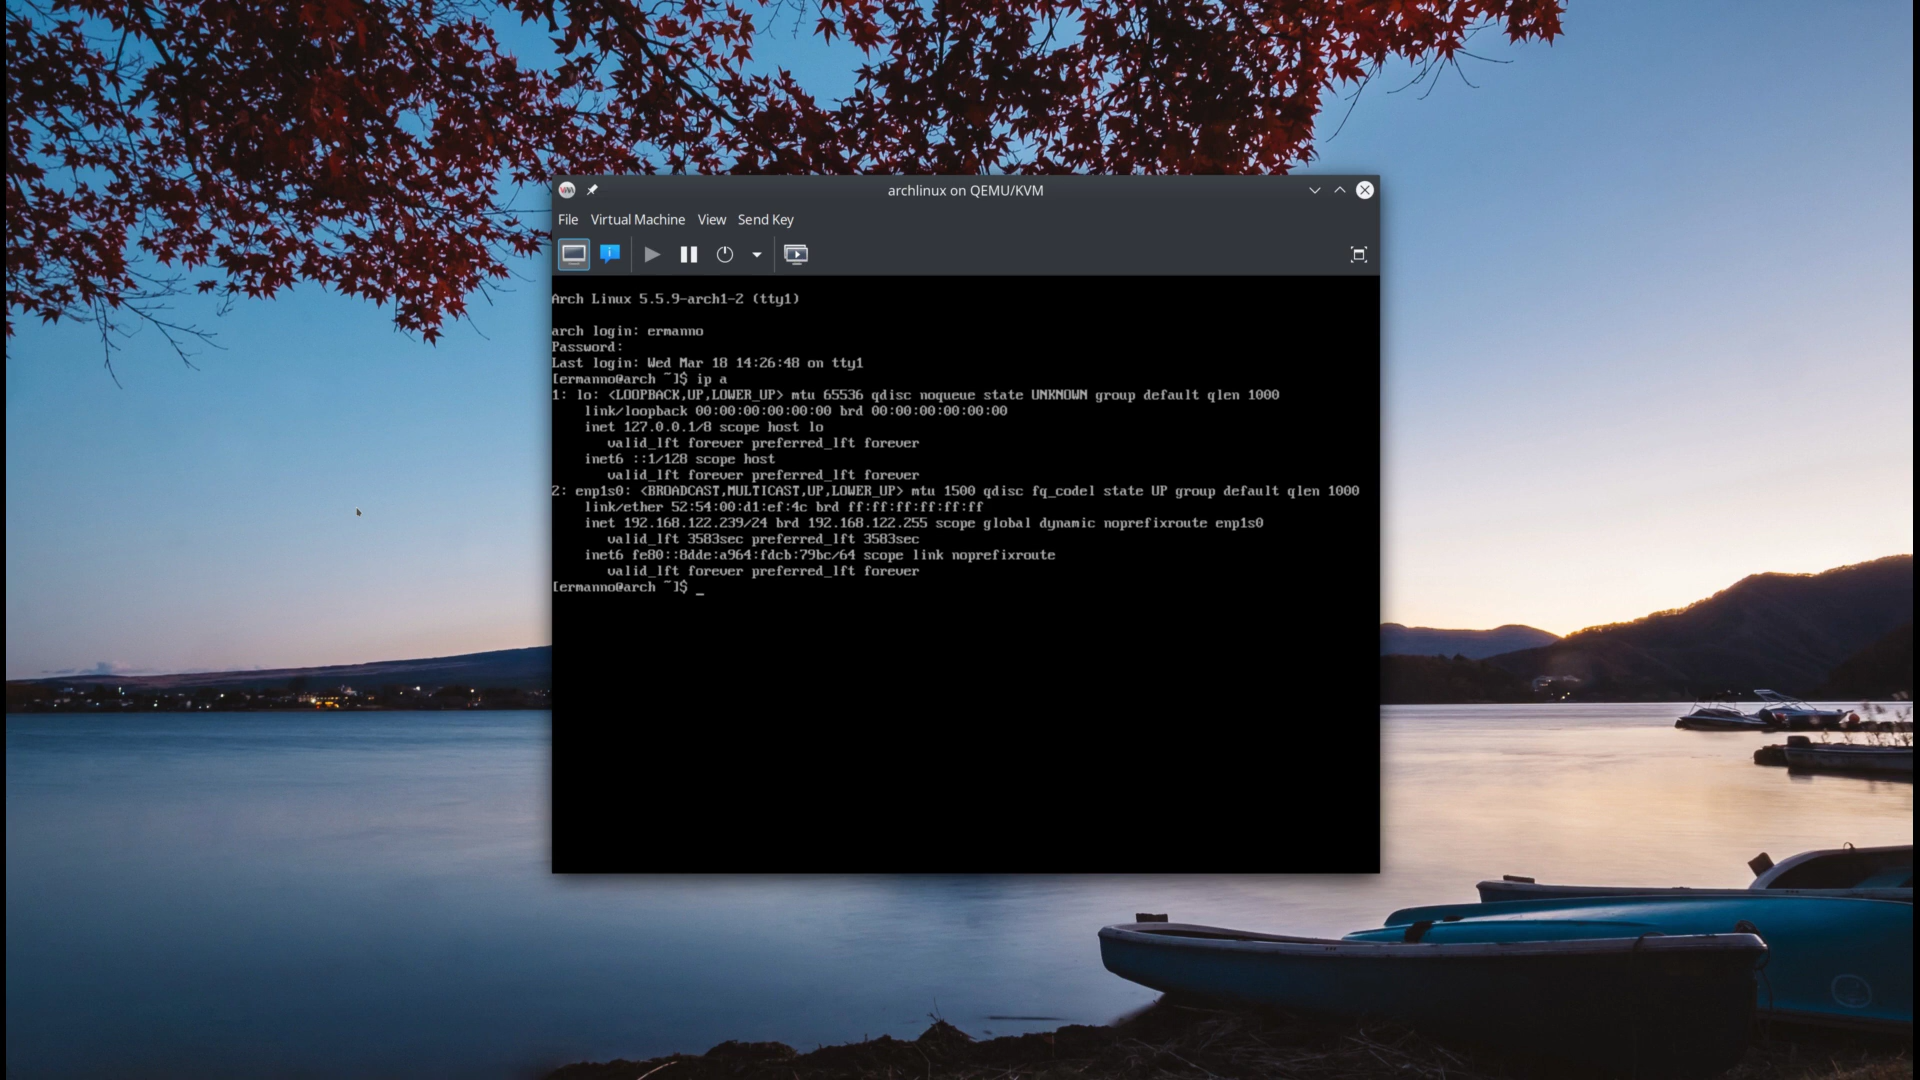 archlinux on QEMU/KVM
File Virtual Machine View Send Key
Arch Linux 5.5.9-arch1-2 (tty1)
arch login: ermanno
Password:
Last login: Wed Mar 18 14:26:48 on tty1
[ermanno@arch ~]$ ip a
1: lo: <LOOPBACK,UP,LOWER_UP> mtu 65536 qdisc noqueue state UNKNOWN group default qlen 1000
link/loopback 00:00:00:00:00:00 brd 00:00:00:00:00:00
inet 127.0.0.1/8 scope host lo
valid_lft forever preferred_lft forever
inet6 ::1/128 scope host
valid_lft forever preferred_lft forever
2: enp1s0: <BROADCAST,MULTICAST,UP,LOWER_UP> mtu 1500 qdisc fq_codel state UP group default qlen 1000
link/ether 52:54:00:d1:ef:4c brd ff:ff:ff:ff:ff:ff
inet 192.168.122.239/24 brd 192.168.122.255 scope global dynamic noprefixroute enp1s0
valid_lft 3583sec preferred_lft 3583sec
inet6 fe80::8dde:a964:fdcb:79bc/64 scope link noprefixroute
valid_lft forever preferred_lft forever
[ermanno@arch ~]$ _